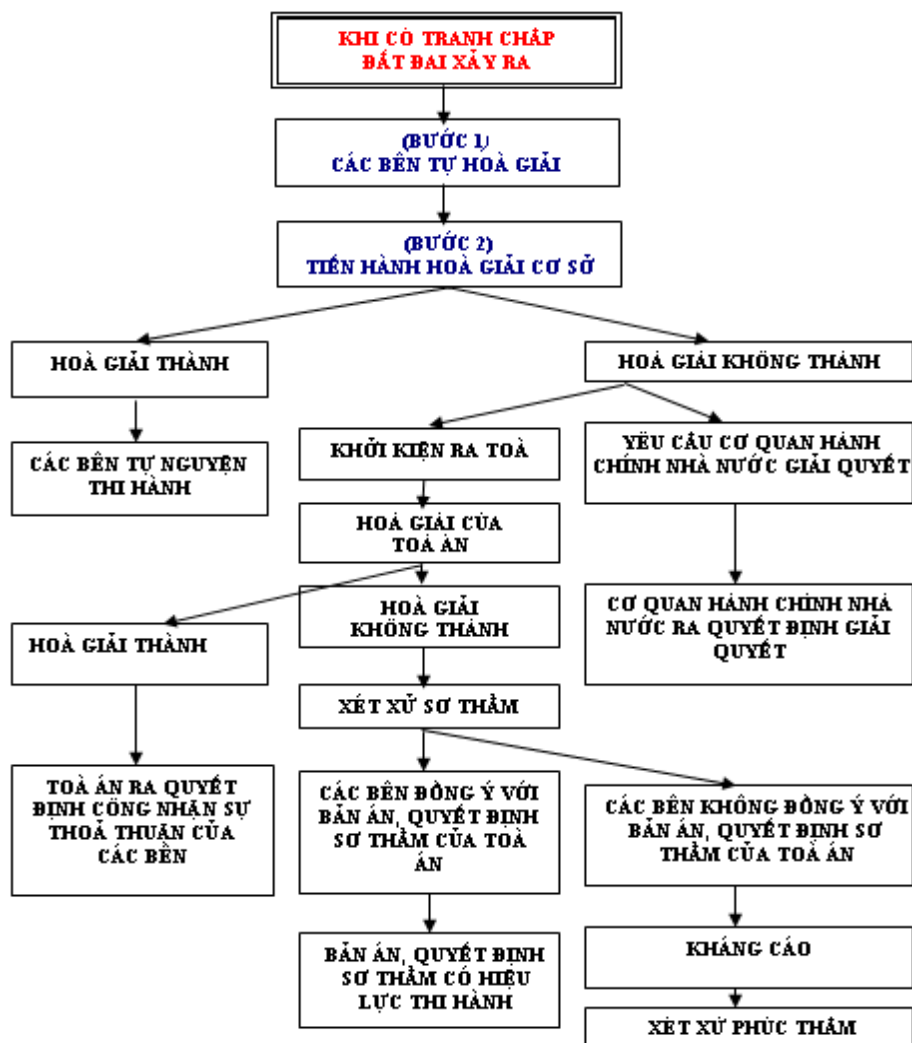 KHI CÓ TRANH CHẤP
ĐẤT ĐAI XẢY RA
(BƯỚC 1)
CÁC BÊN TỰ HOÀ GIẢI
(BƯỚC 2)
TIẾN HÀNH HOÀ GIẢI CƠ SỞ
HOÀ GIẢI THÀNH
HOÀ GIẢI KHÔNG THÀNH
CÁC BÊN TỰ NGUYỆN
THI HÀNH
KHỞI KIỆN RA TOÀ
YÊU CẦU CƠ QUAN HÀNH
CHÍNH NHÀ NƯỚC GIẢI QUYẾT
HOÀ GIẢI CỦA
TOÀ ÁN
HOÀ GIẢI THÀNH
HOÀ GIẢI
KHÔNG THÀNH
CƠ QUAN HÀNH CHÍNH NHÀ
NƯỚC RA QUYẾT ĐỊNH GIẢI
QUYẾT
XÉT XỬ SƠ THẨM
TOÀ ÁN RA QUYẾT
ĐỊNH CÔNG NHẬN SỰ
THOẢ THUẬN CỦA
CÁC BÊN
CÁC BÊN ĐỒNG Ý VỚI
BẢN ÁN, QUYẾT ĐỊNH
SƠ THẨM CỦA TOÀ
ÁN
CÁC BÊN KHÔNG ĐỒNG Ý VỚI
BẢN ÁN, QUYẾT ĐỊNH SƠ
THẨM CỦA TOÀ ÁN
BẢN ÁN, QUYẾT ĐỊNH
SƠ THẨM CÓ HIỆU
LỰC THI HÀNH
KHÁNG CÁO
XÉT XỬ PHÚC THẨM